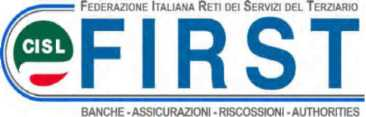 FEDERAZIONE ITALIANA RETI DEI SERVIZI DEL TERZIARIO
CISL
FIRST
BANCHE - ASSICURAZIONI - RISCOSSIONI - AUTHORITIES